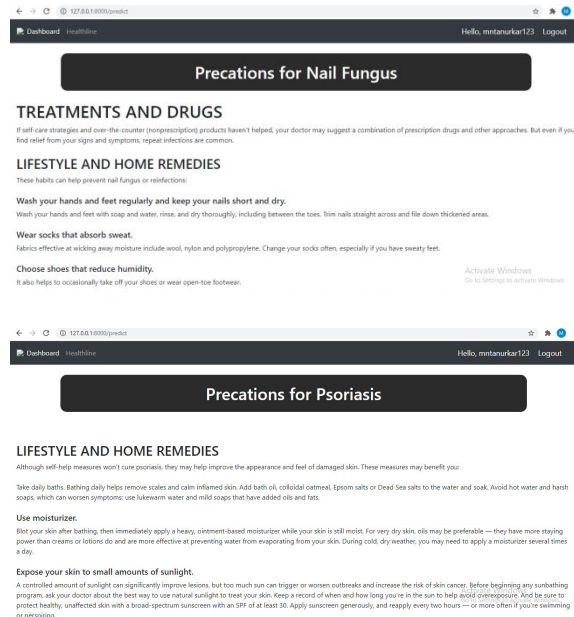 127.0.0.1:8000/predict
Dashboard Healthline Hello, mntanurkar123 Logout
Precations for Nail Fungus
TREATMENTS AND DRUGS
If self-care strategies and over-the-counter (nonprescription) products haven't helped, your doctor may suggest a combination of prescription drugs and other approaches. But even if you
find relief from your signs and symptoms, repeat infections are common.
LIFESTYLE AND HOME REMEDIES
These habits can help prevent nail fungus or reinfections:
Wash your hands and feet regularly and keep your nails short and dry.
Wash your hands and feet with soap and water, rinse, and dry thoroughly, including between the toes. Trim nails straight across and file down thickened areas.
Wear socks that absorb sweat.
Fabrics effective at wicking away moisture include wool, nylon and polypropylene. Change your socks often, especially if you have sweaty feet.
Choose shoes that reduce humidity.
It also helps to occasionally take off your shoes or wear open-toe footwear.
Activate Windows
Go to Settings to activate Windows.
127.0.0.1:8000/predict
Dashboard Healthline Hello, mntanurkar123 Logout
Precations for Psoriasis
LIFESTYLE AND HOME REMEDIES
Although self-help measures won't cure psoriasis, they may help improve the appearance and feel of damaged skin. These measures may benefit you:
Take daily baths. Bathing daily helps remove scales and calm inflamed skin. Add bath oil, colloidal oatmeal, Epsom salts or Dead Sea salts to the water and soak. Avoid hot water and harsh
soaps, which can worsen symptoms; use lukewarm water and mild soaps that have added oils and fats.
Use moisturizer.
Blot your skin after bathing, then immediately apply a heavy, ointment-based moisturizer while your skin is still moist. For very dry skin, oils may be preferable — they have more staying
power than creams or lotions do and are more effective at preventing water from evaporating from your skin. During cold, dry weather, you may need to apply a moisturizer several times
a day.
Expose your skin to small amounts of sunlight.
A controlled amount of sunlight can significantly improve lesions, but too much sun can trigger or worsen outbreaks and increase the risk of skin cancer. Before beginning any sunbathing
program, ask your doctor about the best way to use natural sunlight to treat your skin. Keep a record of when and how long you're in the sun to help avoid overexposure. And be sure to
protect healthy, unaffected skin with a broad-spectrum sunscreen with an SPF of at least 30. Apply sunscreen generously, and reapply every two hours — or more often if you're swimming
or perspiring.